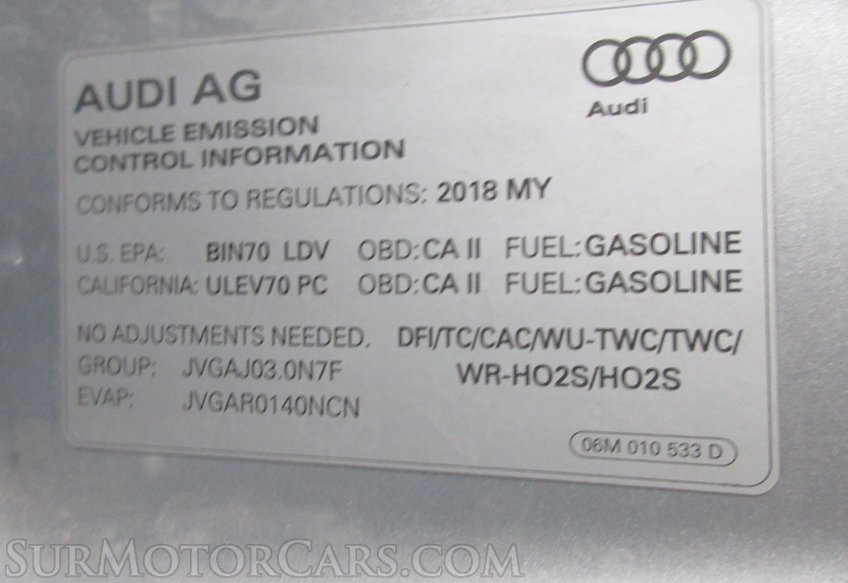 AUDI AG
Audi
VEHICLE EMISSION
CONTROL INFORMATION
CONFORMS TO REGULATIONS: 2018 MY
U.S. EPA: BIN70 LDV OBD: CA II FUEL: GASOLINE
CALIFORNIA: ULEV70 PC OBD: CA II FUEL: GASOLINE
NO ADJUSTMENTS NEEDED. DFI/TC/CAC/WU-TWC/TWC/
GROUP: JVGAJ03.0N7F WR-HO2S/HO2S
EVAP: JVGAR0140NCN
06M 010 533 D
SURMOTORCARS.COM